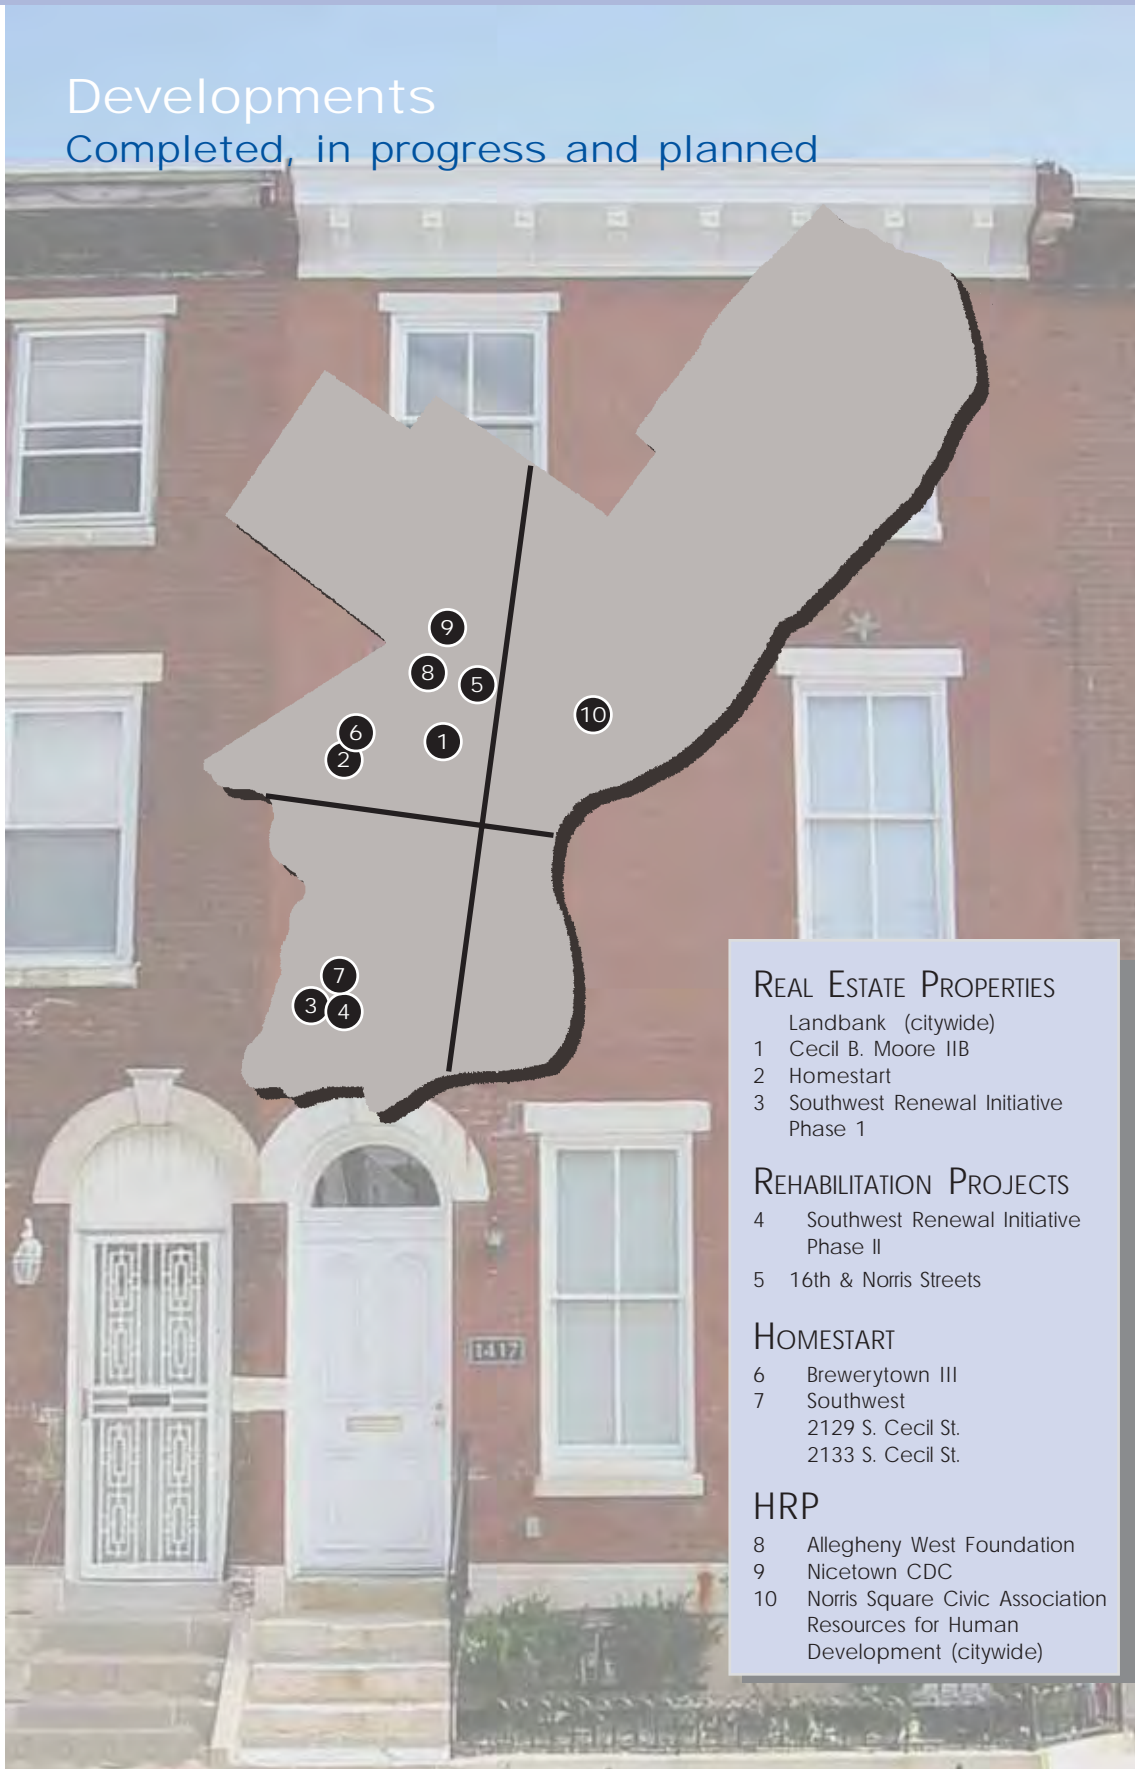 Developments
Completed, in progress and planned
9
8
5
10
6
1
2
7
3
4
1417
REAL ESTATE PROPERTIES
Landbank (citywide)
1 Cecil B. Moore IIB
2 Homestart
3 Southwest Renewal Initiative
Phase 1
REHABILITATION PROJECTS
4 Southwest Renewal Initiative
Phase II
5 16th & Norris Streets
HOMESTART
6 Brewerytown III
7 Southwest
2129 S. Cecil St.
2133 S. Cecil St.
HRP
8 Allegheny West Foundation
9 Nicetown CDC
10 Norris Square Civic Association
Resources for Human
Development (citywide)